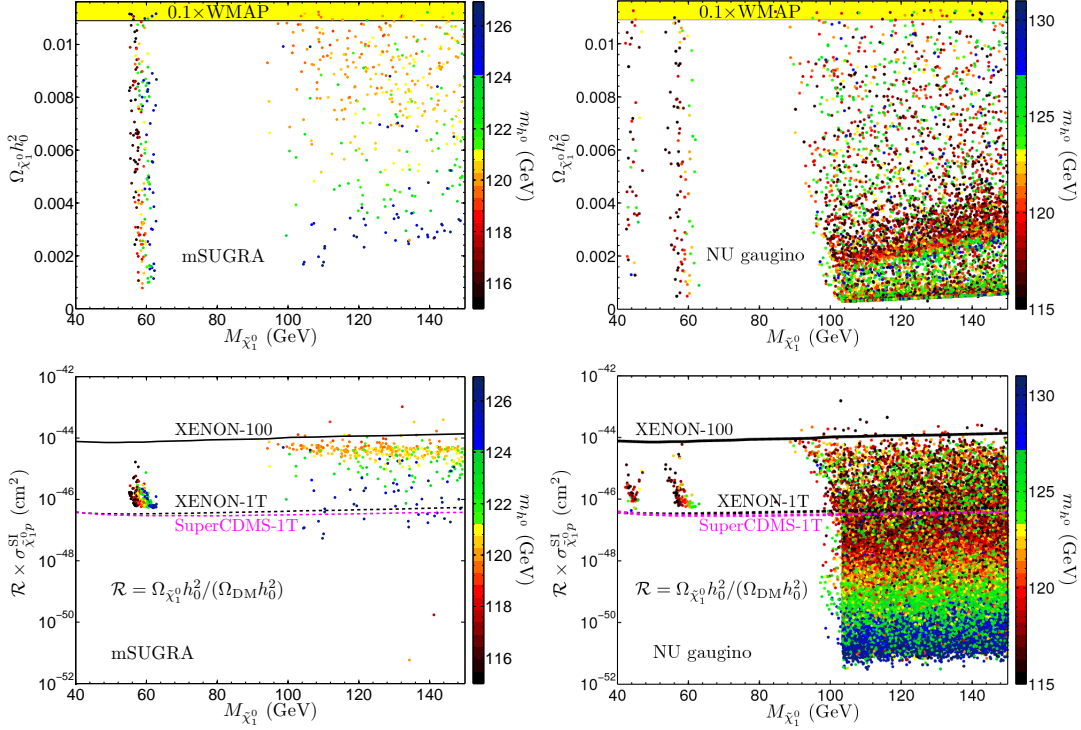 0.1×WMAP
0.01
0.008
0.006
0.004
0.002
0
Ω_{χ̃₁⁰}h₀²
mSUGRA
40 60 80 100 120 140
M_{χ̃₁⁰} (GeV)
126
124
122
120
118
116
m_{h⁰} (GeV)
0.1×WMAP
0.01
0.008
0.006
0.004
0.002
0
Ω_{χ̃₁⁰}h₀²
NU gaugino
40 60 80 100 120 140
M_{χ̃₁⁰} (GeV)
130
125
120
115
m_{h⁰} (GeV)
10⁻⁴²
10⁻⁴⁴
10⁻⁴⁶
10⁻⁴⁸
10⁻⁵⁰
10⁻⁵²
R × σ^{SI}_{χ̃₁⁰p} (cm²)
XENON-100
XENON-1T
SuperCDMS-1T
R = Ω_{χ̃₁⁰}h₀²/(Ω_{DM}h₀²)
mSUGRA
40 60 80 100 120 140
M_{χ̃₁⁰} (GeV)
126
124
122
120
118
116
m_{h⁰} (GeV)
10⁻⁴²
10⁻⁴⁴
10⁻⁴⁶
10⁻⁴⁸
10⁻⁵⁰
10⁻⁵²
R × σ^{SI}_{χ̃₁⁰p} (cm²)
XENON-100
XENON-1T
SuperCDMS-1T
R = Ω_{χ̃₁⁰}h₀²/(Ω_{DM}h₀²)
NU gaugino
40 60 80 100 120 140
M_{χ̃₁⁰} (GeV)
130
125
120
115
m_{h⁰} (GeV)